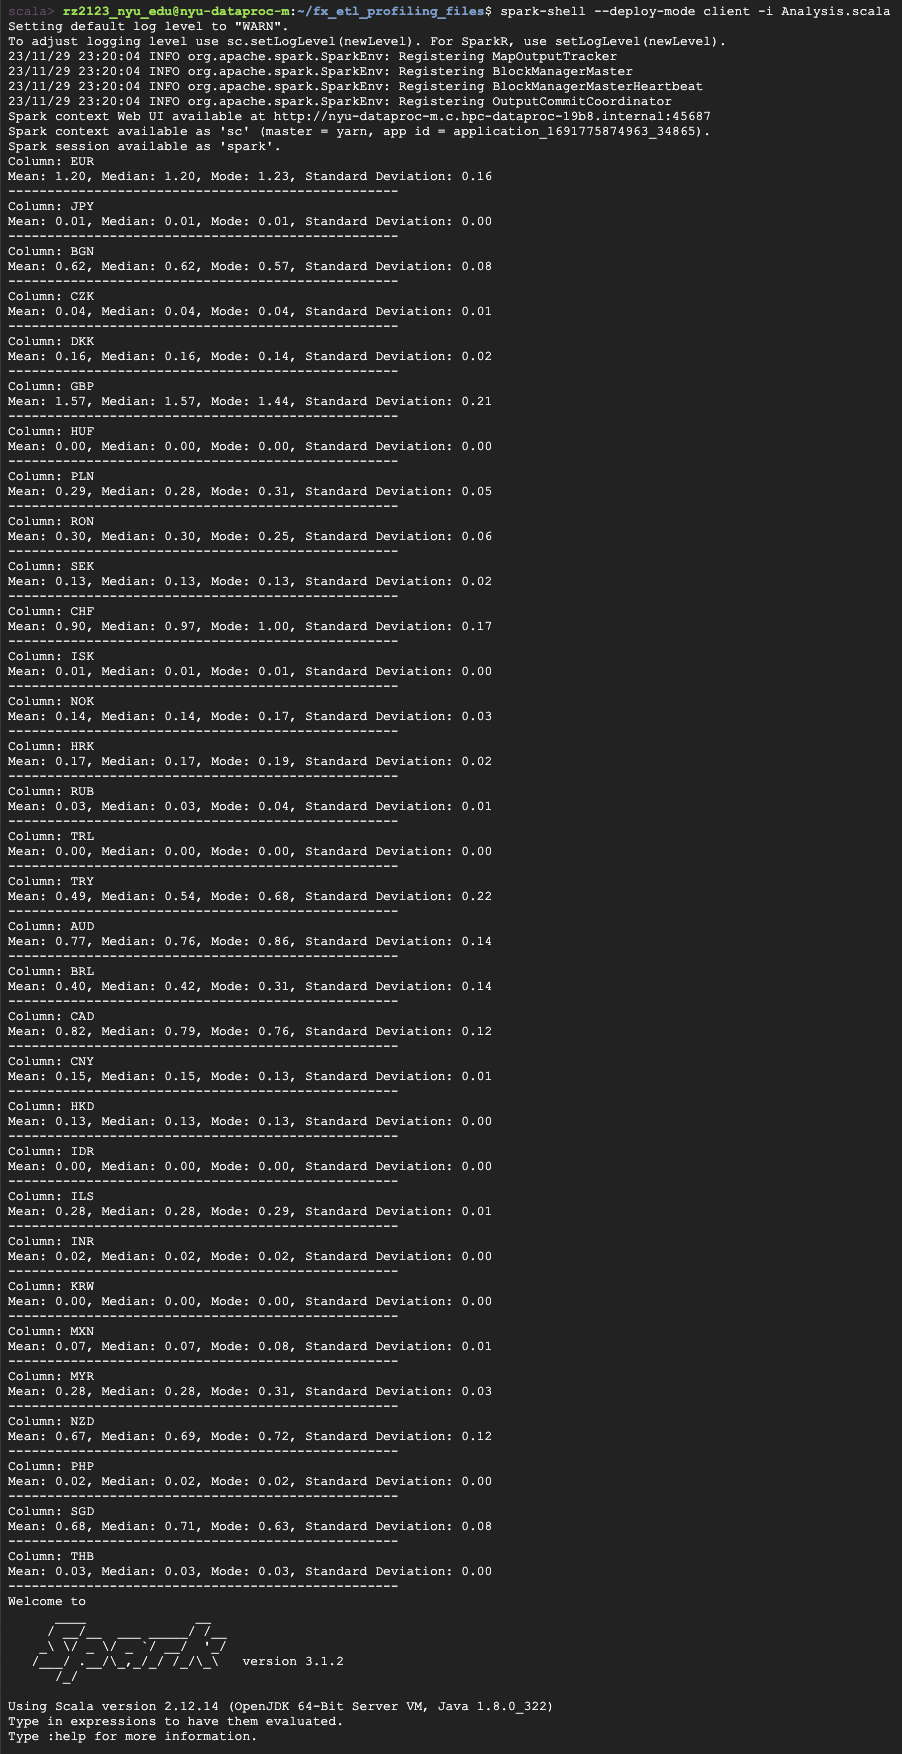 scala> rz2123_nyu_edu@nyu-dataproc-m:~/fx_etl_profiling_files$ spark-shell --deploy-mode client -i Analysis.scala
Setting default log level to "WARN".
To adjust logging level use sc.setLogLevel(newLevel). For SparkR, use setLogLevel(newLevel).
23/11/29 23:20:04 INFO org.apache.spark.SparkEnv: Registering MapOutputTracker
23/11/29 23:20:04 INFO org.apache.spark.SparkEnv: Registering BlockManagerMaster
23/11/29 23:20:04 INFO org.apache.spark.SparkEnv: Registering BlockManagerMasterHeartbeat
23/11/29 23:20:04 INFO org.apache.spark.SparkEnv: Registering OutputCommitCoordinator
Spark context Web UI available at http://nyu-dataproc-m.c.hpc-dataproc-19b8.internal:45687
Spark context available as 'sc' (master = yarn, app id = application_1691775874963_34865).
Spark session available as 'spark'.
Column: EUR
Mean: 1.20, Median: 1.20, Mode: 1.23, Standard Deviation: 0.16
--------------------------------------------------
Column: JPY
Mean: 0.01, Median: 0.01, Mode: 0.01, Standard Deviation: 0.00
--------------------------------------------------
Column: BGN
Mean: 0.62, Median: 0.62, Mode: 0.57, Standard Deviation: 0.08
--------------------------------------------------
Column: CZK
Mean: 0.04, Median: 0.04, Mode: 0.04, Standard Deviation: 0.01
--------------------------------------------------
Column: DKK
Mean: 0.16, Median: 0.16, Mode: 0.14, Standard Deviation: 0.02
--------------------------------------------------
Column: GBP
Mean: 1.57, Median: 1.57, Mode: 1.44, Standard Deviation: 0.21
--------------------------------------------------
Column: HUF
Mean: 0.00, Median: 0.00, Mode: 0.00, Standard Deviation: 0.00
--------------------------------------------------
Column: PLN
Mean: 0.29, Median: 0.28, Mode: 0.31, Standard Deviation: 0.05
--------------------------------------------------
Column: RON
Mean: 0.30, Median: 0.30, Mode: 0.25, Standard Deviation: 0.06
--------------------------------------------------
Column: SEK
Mean: 0.13, Median: 0.13, Mode: 0.13, Standard Deviation: 0.02
--------------------------------------------------
Column: CHF
Mean: 0.90, Median: 0.97, Mode: 1.00, Standard Deviation: 0.17
--------------------------------------------------
Column: ISK
Mean: 0.01, Median: 0.01, Mode: 0.01, Standard Deviation: 0.00
--------------------------------------------------
Column: NOK
Mean: 0.14, Median: 0.14, Mode: 0.17, Standard Deviation: 0.03
--------------------------------------------------
Column: HRK
Mean: 0.17, Median: 0.17, Mode: 0.19, Standard Deviation: 0.02
--------------------------------------------------
Column: RUB
Mean: 0.03, Median: 0.03, Mode: 0.04, Standard Deviation: 0.01
--------------------------------------------------
Column: TRL
Mean: 0.00, Median: 0.00, Mode: 0.00, Standard Deviation: 0.00
--------------------------------------------------
Column: TRY
Mean: 0.49, Median: 0.54, Mode: 0.68, Standard Deviation: 0.22
--------------------------------------------------
Column: AUD
Mean: 0.77, Median: 0.76, Mode: 0.86, Standard Deviation: 0.14
--------------------------------------------------
Column: BRL
Mean: 0.40, Median: 0.42, Mode: 0.31, Standard Deviation: 0.14
--------------------------------------------------
Column: CAD
Mean: 0.82, Median: 0.79, Mode: 0.76, Standard Deviation: 0.12
--------------------------------------------------
Column: CNY
Mean: 0.15, Median: 0.15, Mode: 0.13, Standard Deviation: 0.01
--------------------------------------------------
Column: HKD
Mean: 0.13, Median: 0.13, Mode: 0.13, Standard Deviation: 0.00
--------------------------------------------------
Column: IDR
Mean: 0.00, Median: 0.00, Mode: 0.00, Standard Deviation: 0.00
--------------------------------------------------
Column: ILS
Mean: 0.28, Median: 0.28, Mode: 0.29, Standard Deviation: 0.01
--------------------------------------------------
Column: INR
Mean: 0.02, Median: 0.02, Mode: 0.02, Standard Deviation: 0.00
--------------------------------------------------
Column: KRW
Mean: 0.00, Median: 0.00, Mode: 0.00, Standard Deviation: 0.00
--------------------------------------------------
Column: MXN
Mean: 0.07, Median: 0.07, Mode: 0.08, Standard Deviation: 0.01
--------------------------------------------------
Column: MYR
Mean: 0.28, Median: 0.28, Mode: 0.31, Standard Deviation: 0.03
--------------------------------------------------
Column: NZD
Mean: 0.67, Median: 0.69, Mode: 0.72, Standard Deviation: 0.12
--------------------------------------------------
Column: PHP
Mean: 0.02, Median: 0.02, Mode: 0.02, Standard Deviation: 0.00
--------------------------------------------------
Column: SGD
Mean: 0.68, Median: 0.71, Mode: 0.63, Standard Deviation: 0.08
--------------------------------------------------
Column: THB
Mean: 0.03, Median: 0.03, Mode: 0.03, Standard Deviation: 0.00
--------------------------------------------------
Welcome to
      ____              __
     / __/__  ___ _____/ /__
    _\ \/ _ \/ _ `/ __/  '_/
   /___/ .__/\_,_/_/ /_/\_\   version 3.1.2
      /_/
Using Scala version 2.12.14 (OpenJDK 64-Bit Server VM, Java 1.8.0_322)
Type in expressions to have them evaluated.
Type :help for more information.